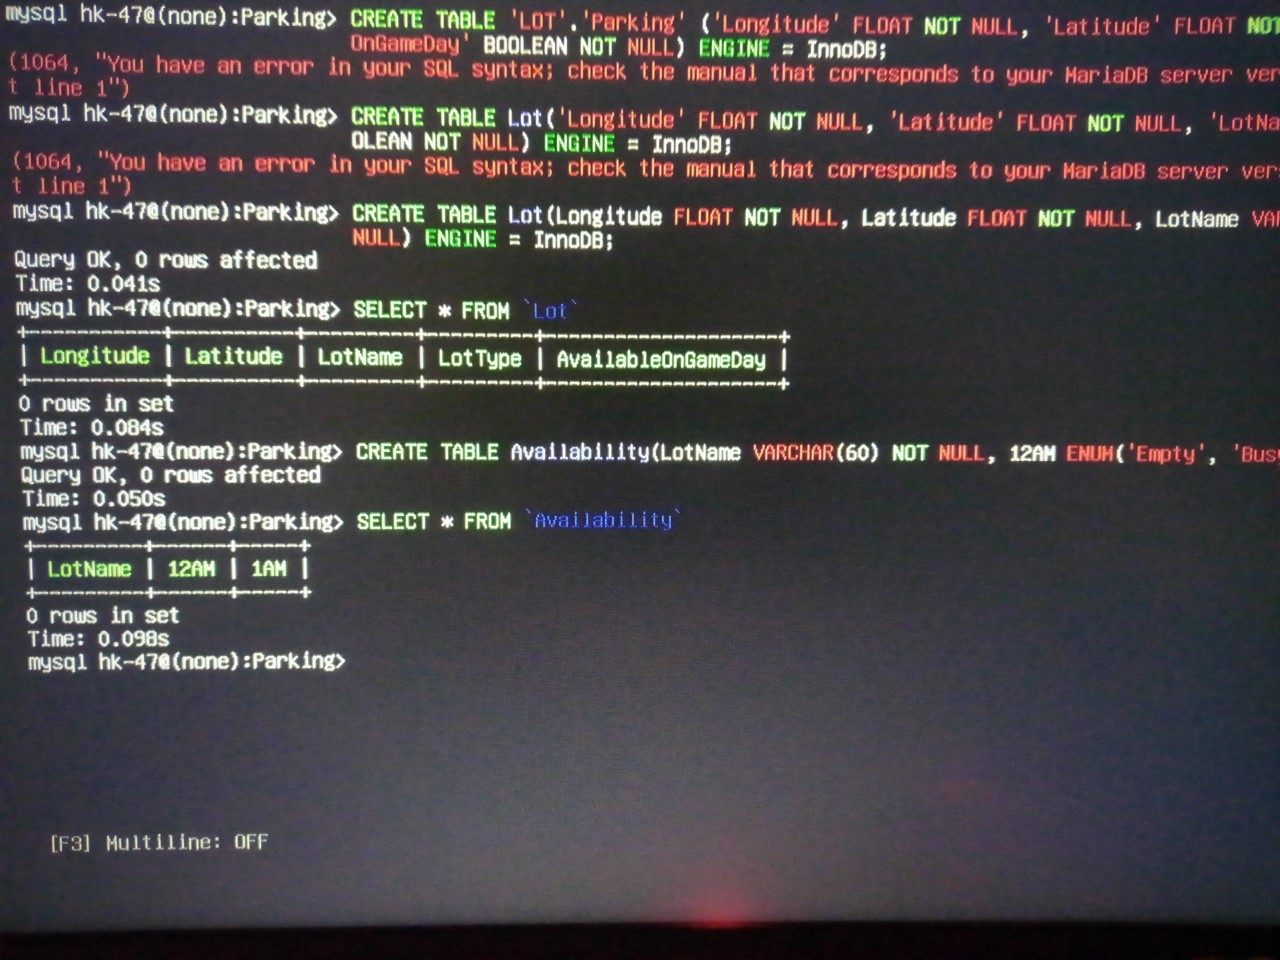 mysql hk-47@(none):Parking> CREATE TABLE 'LOT'.'Parking' ('Longitude' FLOAT NOT NULL, 'Latitude' FLOAT NOT
OnGameDay' BOOLEAN NOT NULL) ENGINE = InnoDB;
(1064, "You have an error in your SQL syntax; check the manual that corresponds to your MariaDB server ver
t line 1")
mysql hk-47@(none):Parking> CREATE TABLE Lot('Longitude' FLOAT NOT NULL, 'Latitude' FLOAT NOT NULL, 'LotNa
OLEAN NOT NULL) ENGINE = InnoDB;
(1064, "You have an error in your SQL syntax; check the manual that corresponds to your MariaDB server vers
t line 1")
mysql hk-47@(none):Parking> CREATE TABLE Lot(Longitude FLOAT NOT NULL, Latitude FLOAT NOT NULL, LotName VAR
NULL) ENGINE = InnoDB;
Query OK, 0 rows affected
Time: 0.041s
mysql hk-47@(none):Parking> SELECT * FROM `Lot`
+-----------+----------+---------+---------+--------------------+
| Longitude | Latitude | LotName | LotType | AvailableOnGameDay |
+-----------+----------+---------+---------+--------------------+
0 rows in set
Time: 0.084s
mysql hk-47@(none):Parking> CREATE TABLE Availability(LotName VARCHAR(60) NOT NULL, 12AM ENUM('Empty', 'Bus
Query OK, 0 rows affected
Time: 0.050s
mysql hk-47@(none):Parking> SELECT * FROM `Availability`
+---------+------+-----+
| LotName | 12AM | 1AM |
+---------+------+-----+
0 rows in set
Time: 0.098s
mysql hk-47@(none):Parking>
[F3] Multiline: OFF